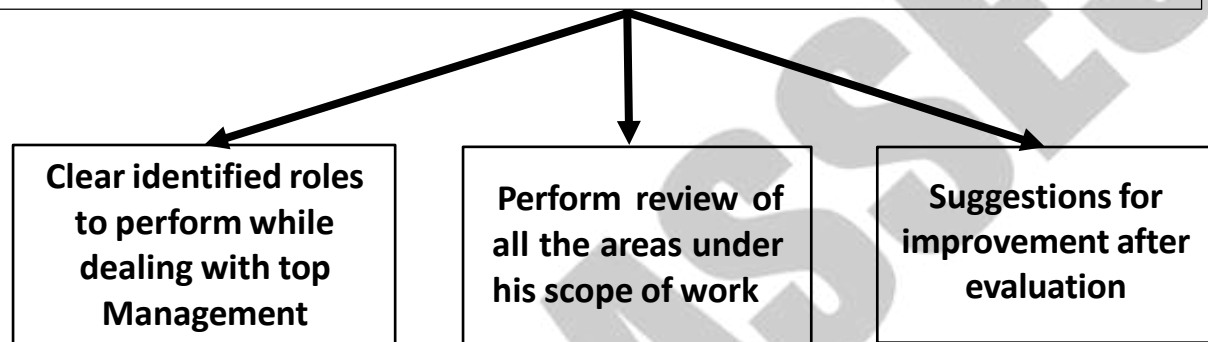 Clear identified roles
to perform while
dealing with top
Management
Perform review of
all the areas under
his scope of work
Suggestions for
improvement after
evaluation